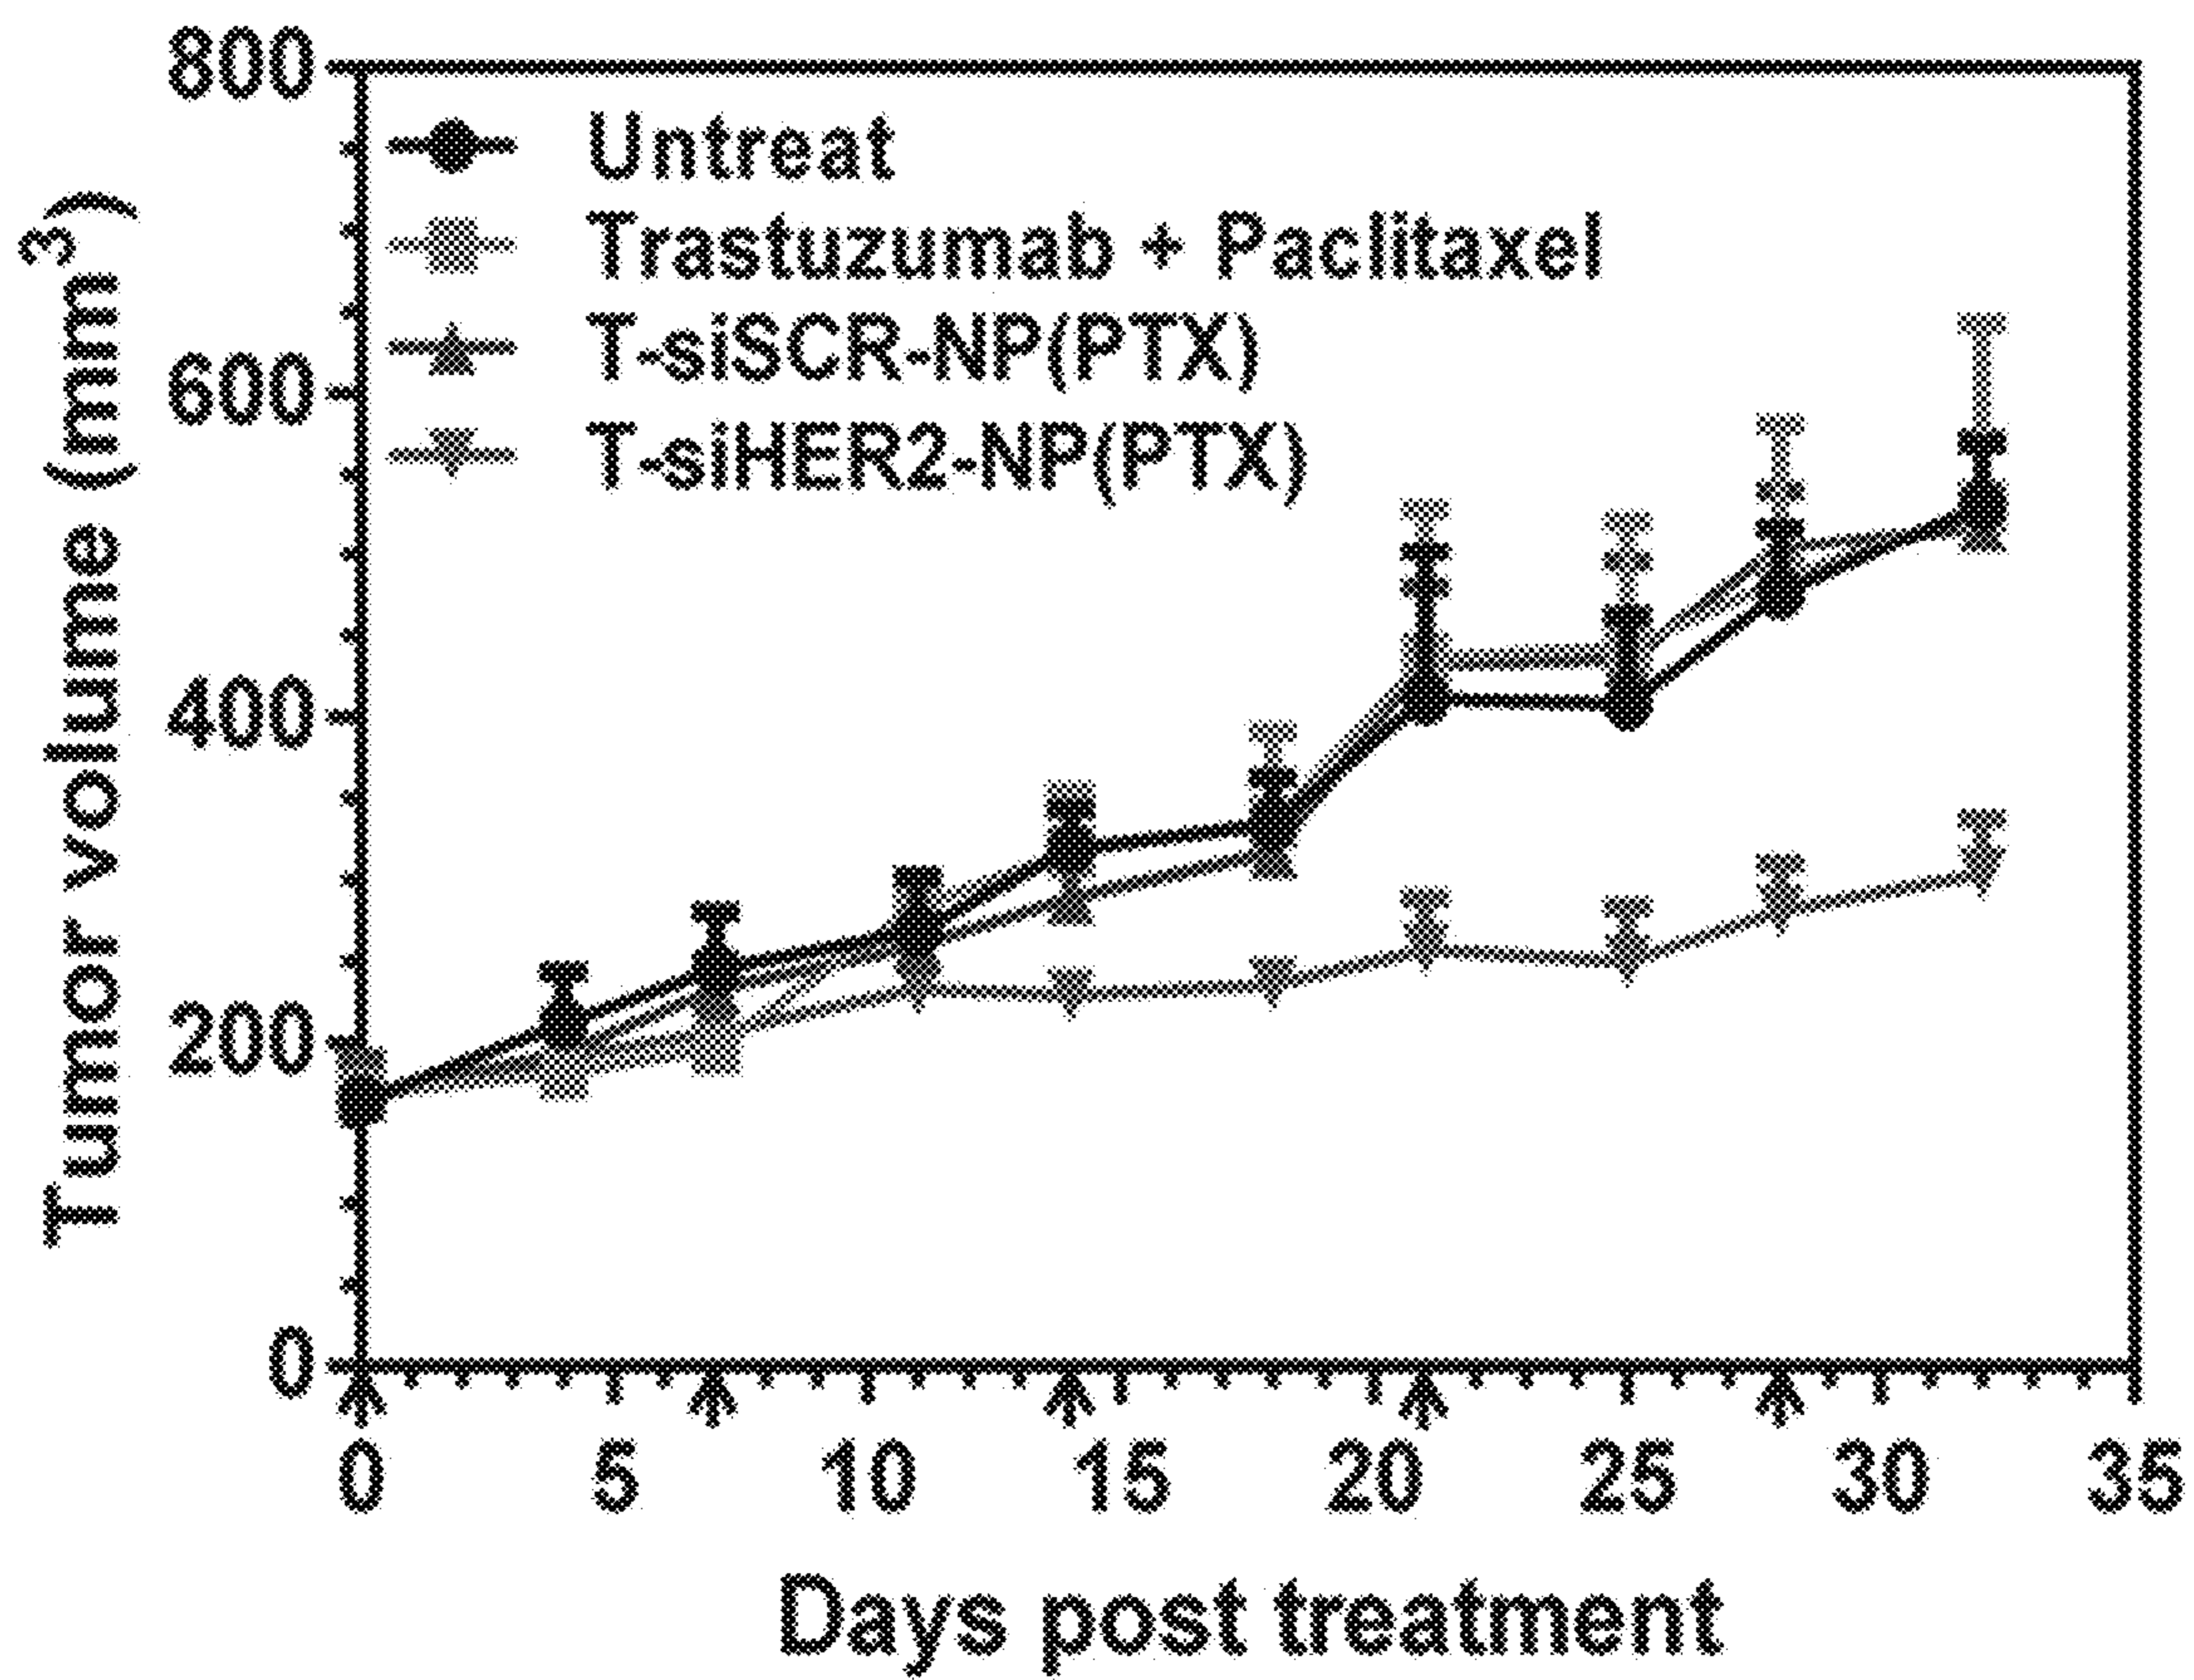 Tumor volume (mm³)
800
600
400
200
0
Untreat
Trastuzumab + Paclitaxel
T-siSCR-NP(PTX)
T-siHER2-NP(PTX)
0 5 10 15 20 25 30 35
Days post treatment